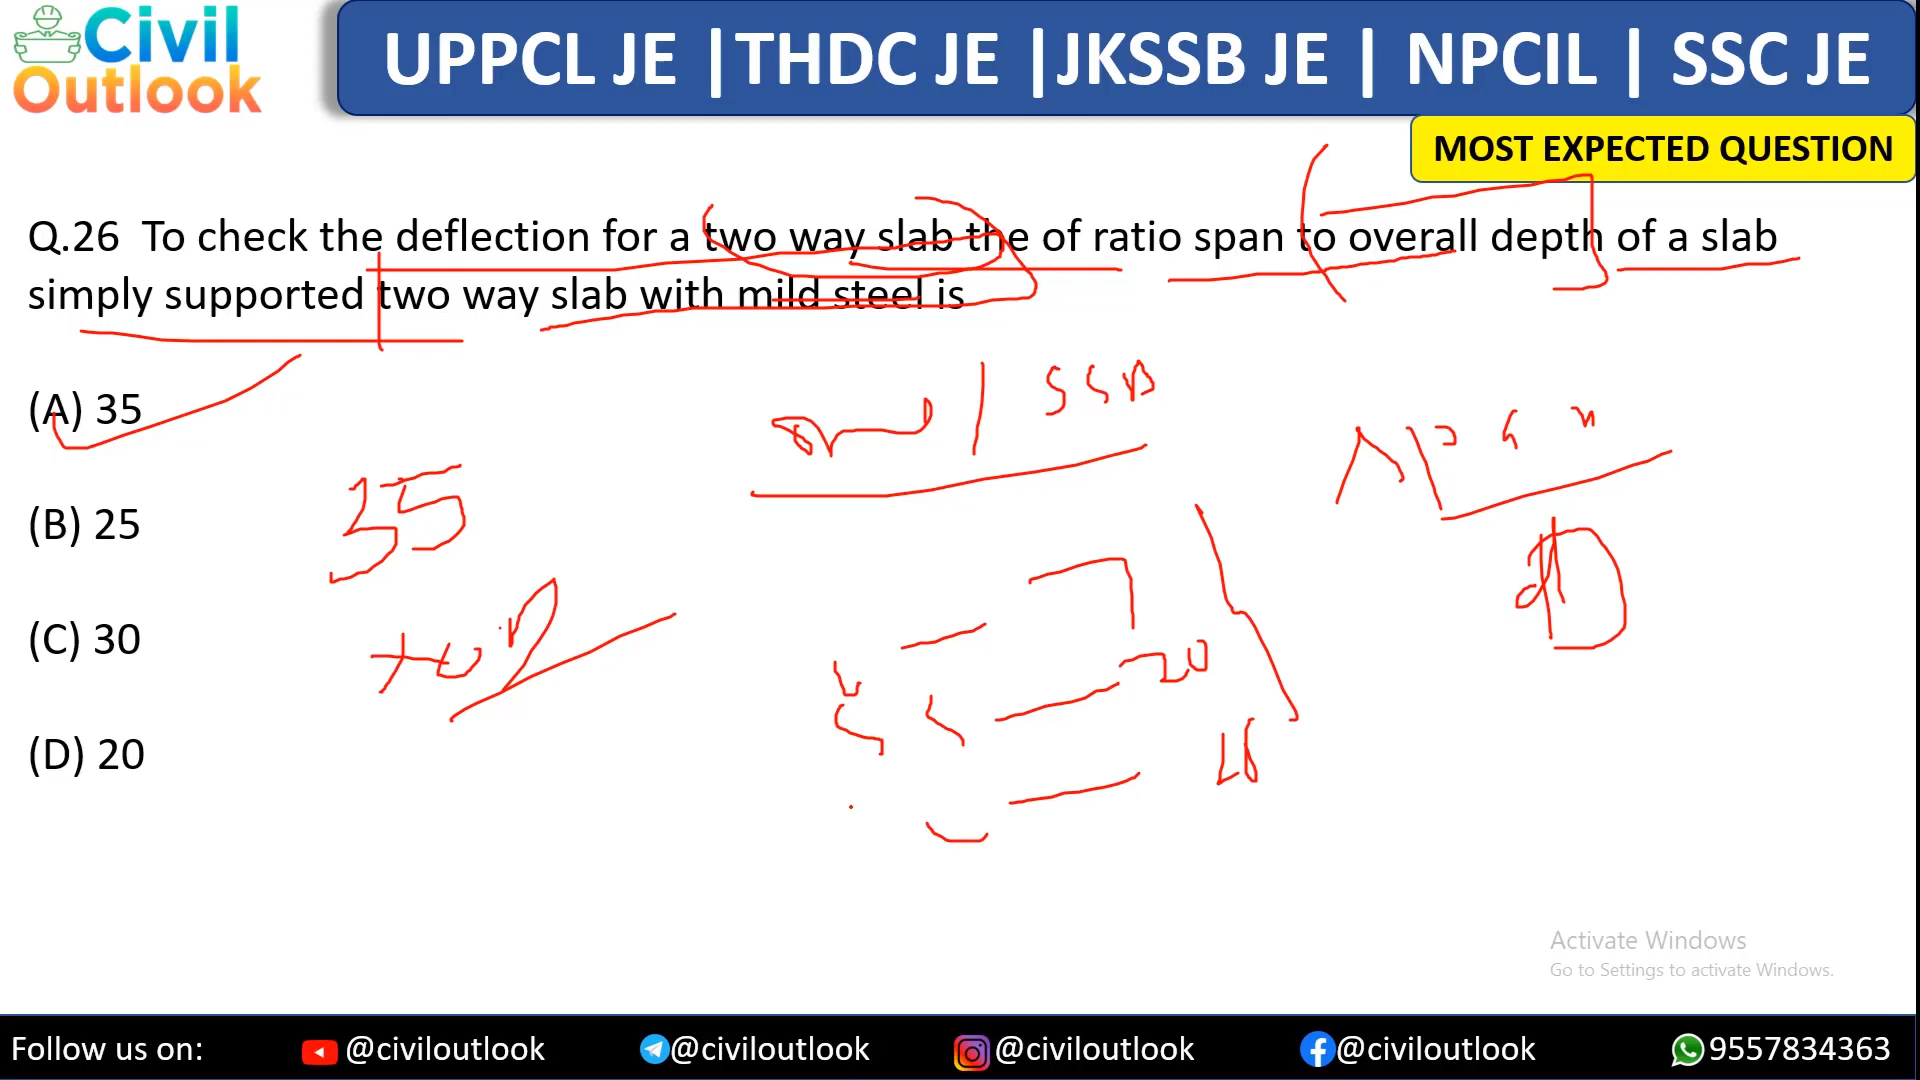 Civil
Outlook
UPPCL JE | THDC JE | JKSSB JE | NPCIL | SSC JE
MOST EXPECTED QUESTION
Q.26 To check the deflection for a two way slab the of ratio span to overall depth of a slab
simply supported two way slab with mild steel is
(A) 35
(B) 25
(C) 30
(D) 20
35
SSB
7
20
26
D
Activate Windows
Go to Settings to activate Windows.
Follow us on:
@civiloutlook
@civiloutlook
@civiloutlook
@civiloutlook
9557834363